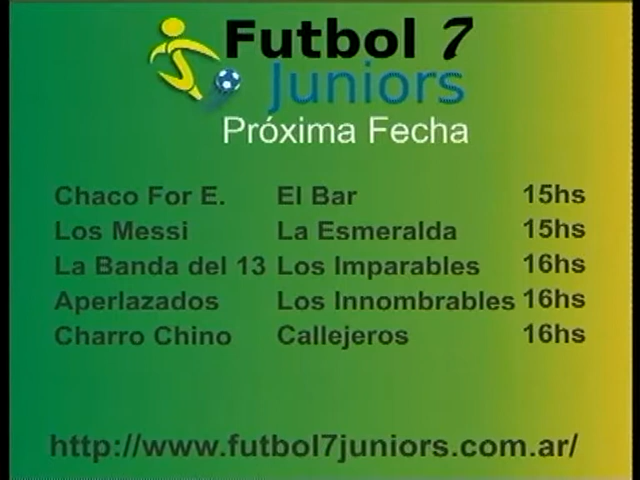 Futbol 7
Juniors
Próxima Fecha
Chaco For E. El Bar 15hs
Los Messi La Esmeralda 15hs
La Banda del 13 Los Imparables 16hs
Aperlazados Los Innombrables 16hs
Charro Chino Callejeros 16hs
http://www.futbol7juniors.com.ar/